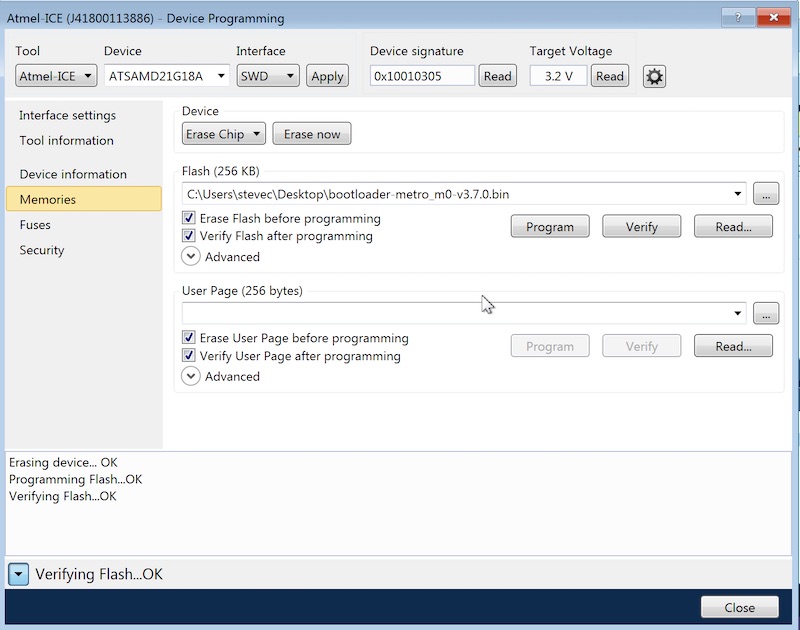 Atmel-ICE (J41800113886) - Device Programming
Tool Device Interface Device signature Target Voltage
Atmel-ICE ATSAMD21G18A SWD Apply 0x10010305 Read 3.2 V Read
Interface settings
Tool information
Device information
Memories
Fuses
Security
Device
Erase Chip Erase now
Flash (256 KB)
C:\Users\stevec\Desktop\bootloader-metro_m0-v3.7.0.bin ...
Erase Flash before programming
Verify Flash after programming
Program Verify Read...
Advanced
User Page (256 bytes)
...
Erase User Page before programming
Verify User Page after programming
Program Verify Read...
Advanced
Erasing device... OK
Programming Flash...OK
Verifying Flash...OK
Verifying Flash...OK
Close